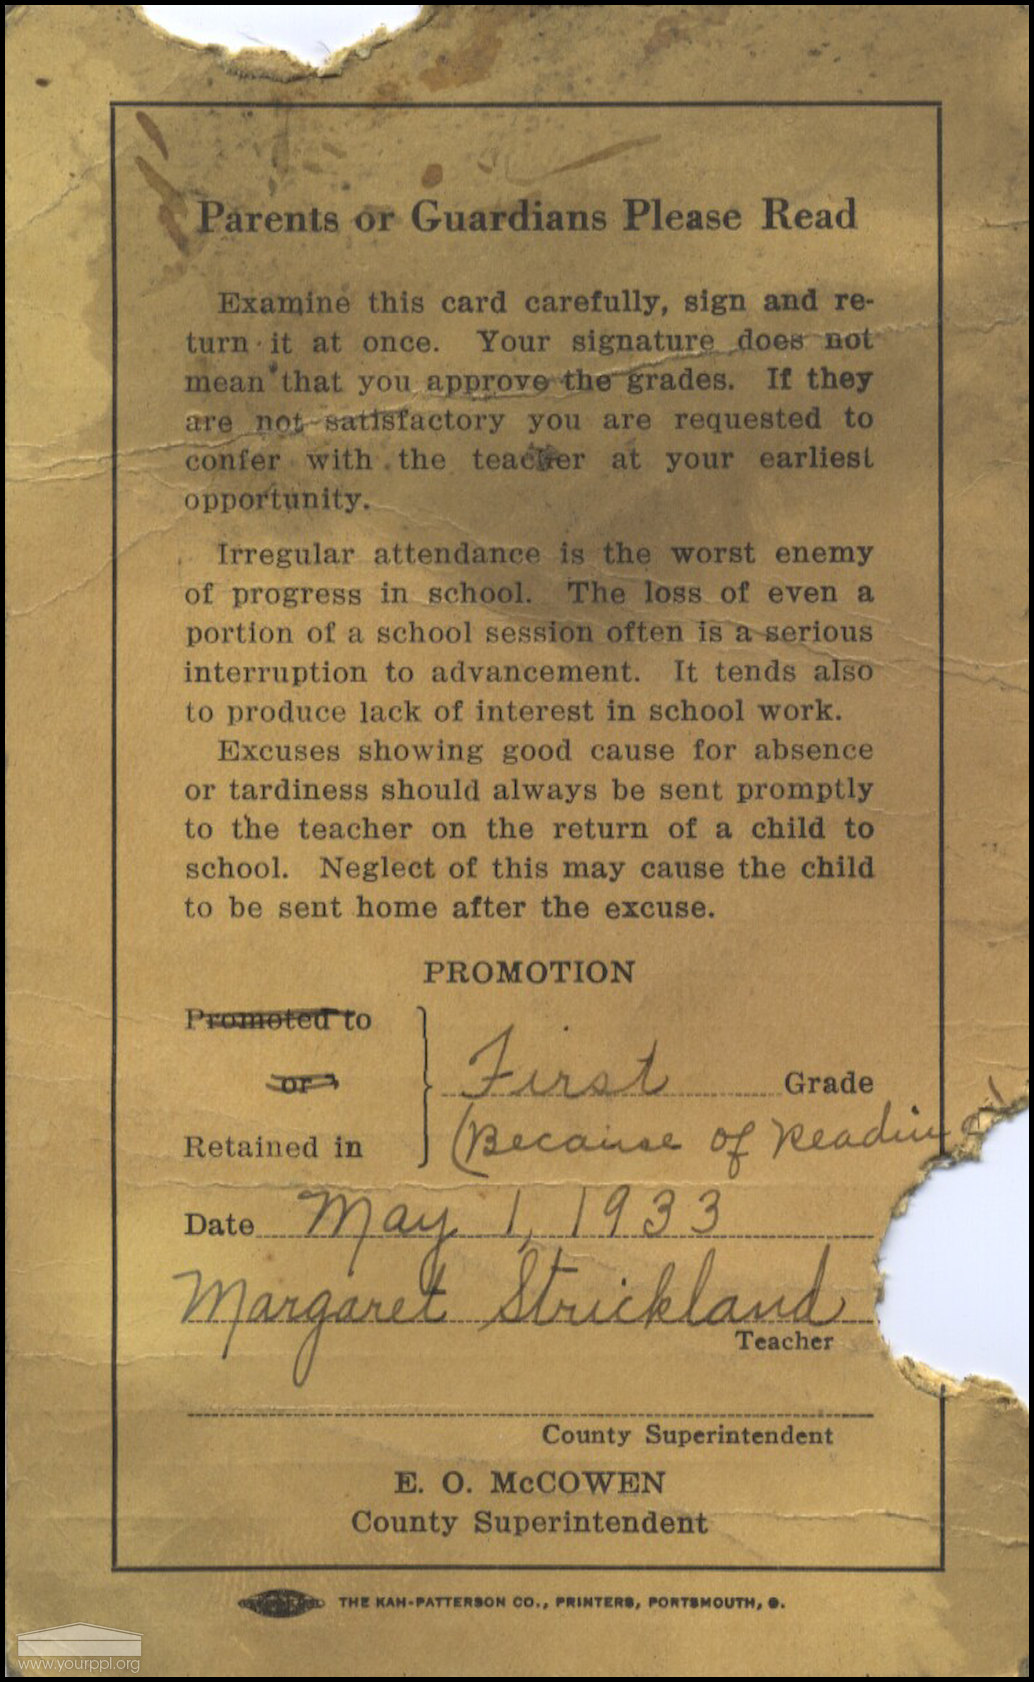 Parents or Guardians Please Read
Examine this card carefully, sign and re-
turn it at once. Your signature does not
mean that you approve the grades. If they
are not satisfactory you are requested to
confer with the teacher at your earliest
opportunity.
Irregular attendance is the worst enemy
of progress in school. The loss of even a
portion of a school session often is a serious
interruption to advancement. It tends also
to produce lack of interest in school work.
Excuses showing good cause for absence
or tardiness should always be sent promptly
to the teacher on the return of a child to
school. Neglect of this may cause the child
to be sent home after the excuse.
PROMOTION
Promoted to
or
First Grade
Retained in
(Because of Reading
Date May 1, 1933
Margaret Strickland
Teacher
County Superintendent
E. O. McCOWEN
County Superintendent
THE KAH-PATTERSON CO., PRINTERS, PORTSMOUTH, O.
www.yourppl.org